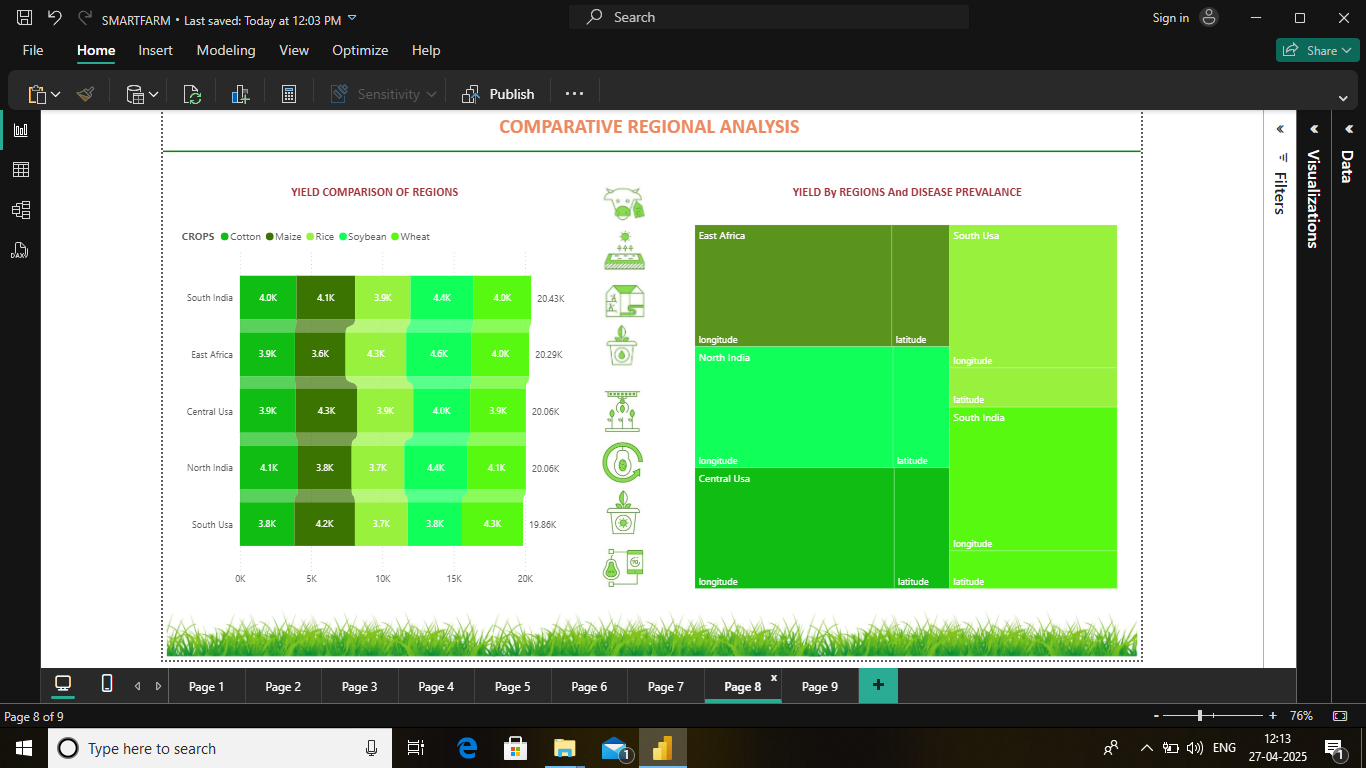 SMARTFARM • Last saved: Today at 12:03 PM
Search
Sign in
File Home Insert Modeling View Optimize Help
Share
Sensitivity
Publish
COMPARATIVE REGIONAL ANALYSIS
YIELD COMPARISON OF REGIONS
CROPS Cotton Maize Rice Soybean Wheat
South India 4.0K 4.1K 3.9K 4.4K 4.0K 20.43K
East Africa 3.9K 3.6K 4.3K 4.6K 4.0K 20.29K
Central Usa 3.9K 4.3K 3.9K 4.0K 3.9K 20.06K
North India 4.1K 3.8K 3.7K 4.4K 4.1K 20.06K
South Usa 3.8K 4.2K 3.7K 3.8K 4.3K 19.86K
0K 5K 10K 15K 20K
YIELD By REGIONS And DISEASE PREVALANCE
East Africa
longitude latitude
North India
longitude latitude
Central Usa
longitude latitude
South Usa
longitude
latitude
South India
longitude
latitude
Filters
Visualizations
Data
Page 1 Page 2 Page 3 Page 4 Page 5 Page 6 Page 7 Page 8 x Page 9 +
Page 8 of 9
- + 76%
Type here to search
1
ENG
12:13
27-04-2025
1